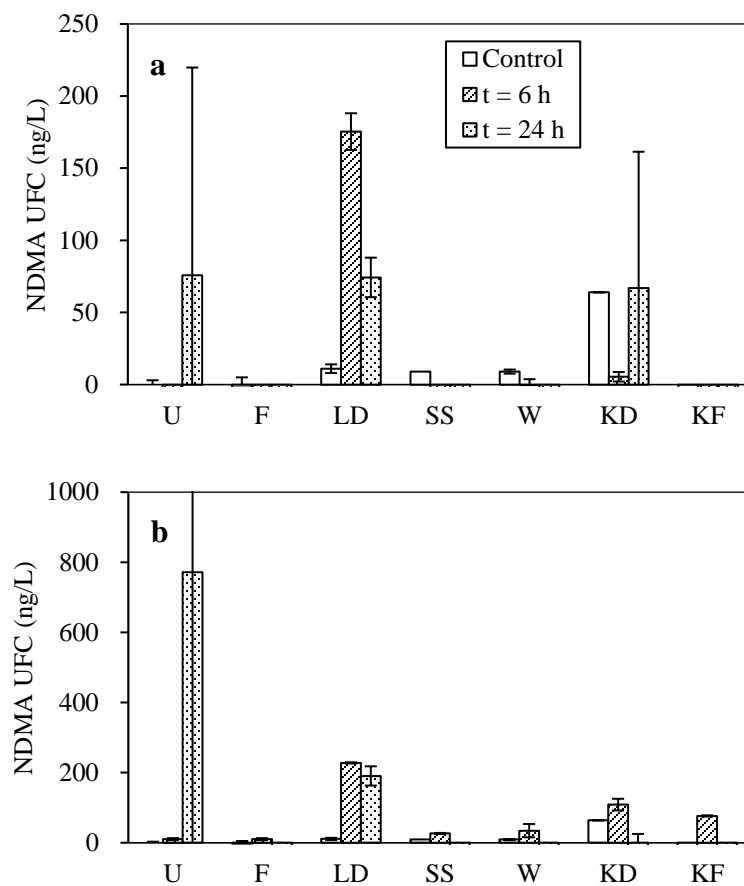 250
200
150
100
50
0
NDMA UFC (ng/L)
a
Control
t = 6 h
t = 24 h
U F LD SS W KD KF
1000
800
600
400
200
0
NDMA UFC (ng/L)
b
U F LD SS W KD KF